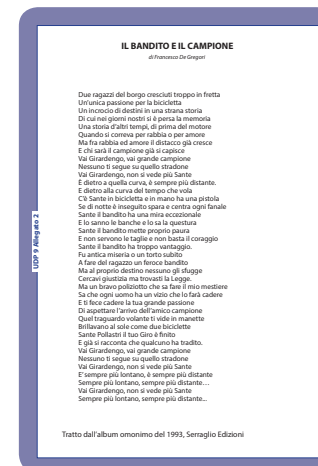 IL BANDITO E IL CAMPIONE
di Francesco De Gregori
Due ragazzi del borgo cresciuti troppo in fretta
Un'unica passione per la bicicletta
Un incrocio di destini in una strana storia
Di cui nei giorni nostri si è persa la memoria
Una storia d'altri tempi, di prima del motore
Quando si correva per rabbia o per amore
Ma fra rabbia ed amore il distacco già cresce
E chi sarà il campione già si capisce
Vai Girardengo, vai grande campione
Nessuno ti segue su quello stradone
Vai Girardengo, non si vede più Sante
È dietro a quella curva, è sempre più distante.
E dietro alla curva del tempo che vola
C'è Sante in bicicletta e in mano ha una pistola
Se di notte è inseguito spara e centra ogni fanale
Sante il bandito ha una mira eccezionale
E lo sanno le banche e lo sa la questura
Sante il bandito mette proprio paura
E non servono le taglie e non basta il coraggio
Sante il bandito ha troppo vantaggio.
Fu antica miseria o un torto subito
A fare del ragazzo un feroce bandito
Ma al proprio destino nessuno gli sfugge
Cercavi giustizia ma trovasti la Legge.
Ma un bravo poliziotto che sa fare il mio mestiere
Sa che ogni uomo ha un vizio che lo farà cadere
E ti fece cadere la tua grande passione
Di aspettare l'arrivo dell'amico campione
Quel traguardo volante ti vide in manette
Brillavano al sole come due biciclette
Sante Pollastri il tuo Giro è finito
E già si racconta che qualcuno ha tradito.
Vai Girardengo, vai grande campione
Nessuno ti segue su quello stradone
Vai Girardengo, non si vede più Sante
E' sempre più distante, è sempre più distante
Sempre più lontano, sempre più distante...
Vai Girardengo, non si vede più Sante
Sempre più lontano, sempre più distante...
Tratto dall'album omonimo del 1993, Serraglio Edizioni
UDP 9 Allegato 2